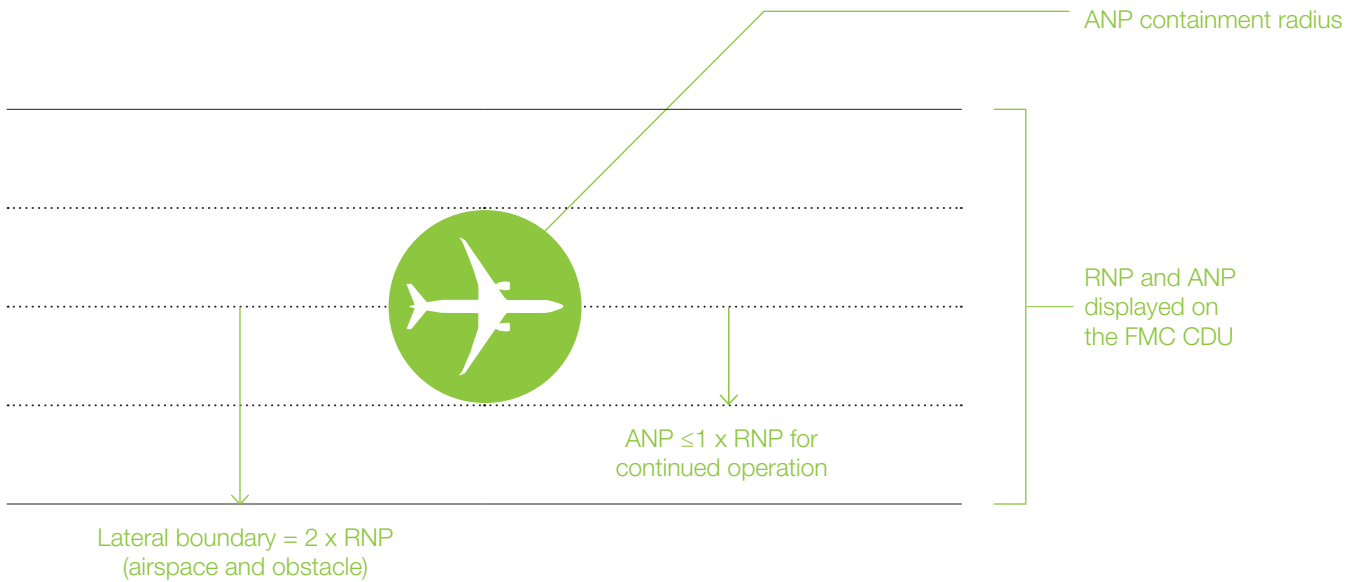 ANP containment radius
RNP and ANP
displayed on
the FMC CDU
ANP ≤1 x RNP for
continued operation
Lateral boundary = 2 x RNP
(airspace and obstacle)